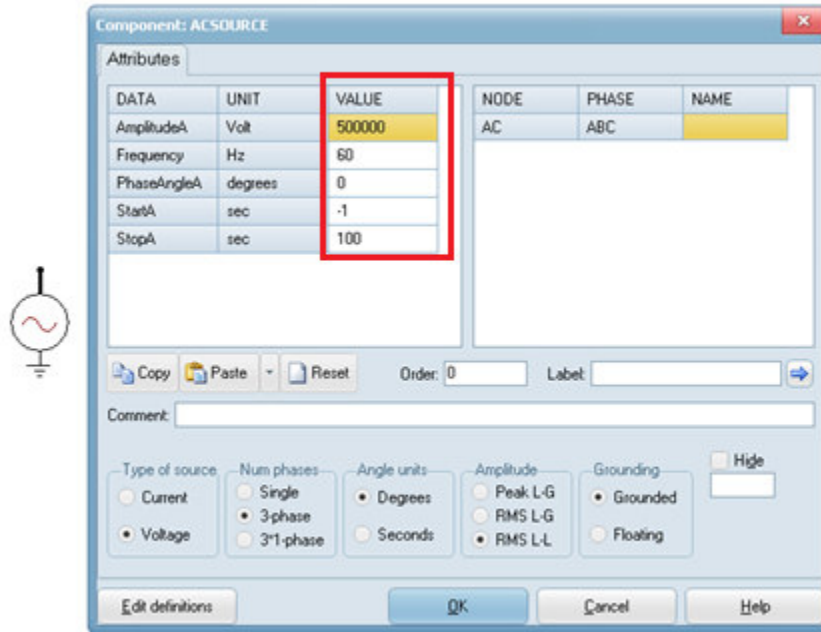 Component: ACSOURCE
Attributes
DATA UNIT VALUE
AmplitudeA Volt 500000
Frequency Hz 60
PhaseAngleA degrees 0
StartA sec -1
StopA sec 100
NODE PHASE NAME
AC ABC
Copy Paste Reset Order: 0 Label:
Comment:
Type of source
Current
Voltage
Num phases
Single
3-phase
3*1-phase
Angle units
Degrees
Seconds
Amplitude
Peak L-G
RMS L-G
RMS L-L
Grounding
Grounded
Floating
Hide
Edit definitions OK Cancel Help